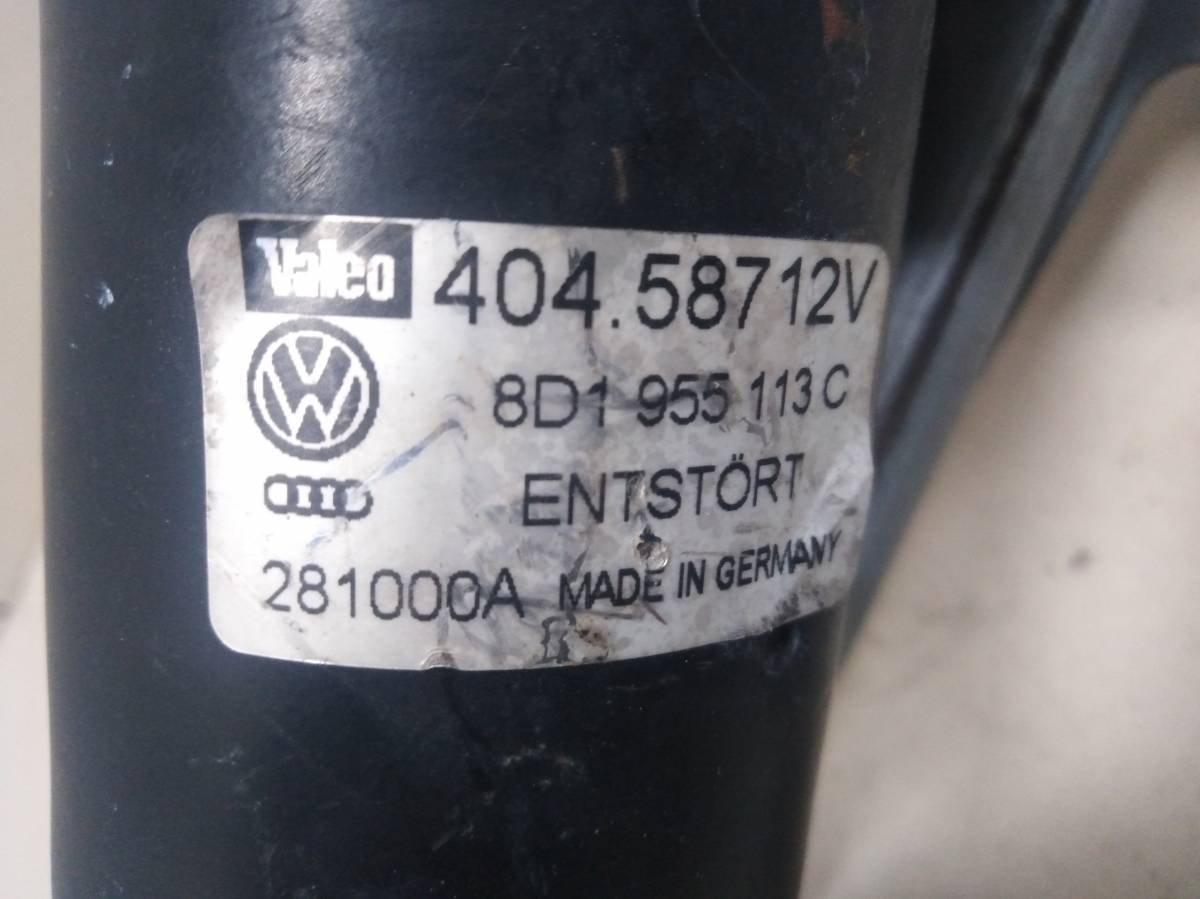 Valeo 404.58712V
8D1 955 113 C
ENTSTÖRT
281000A MADE IN GERMANY